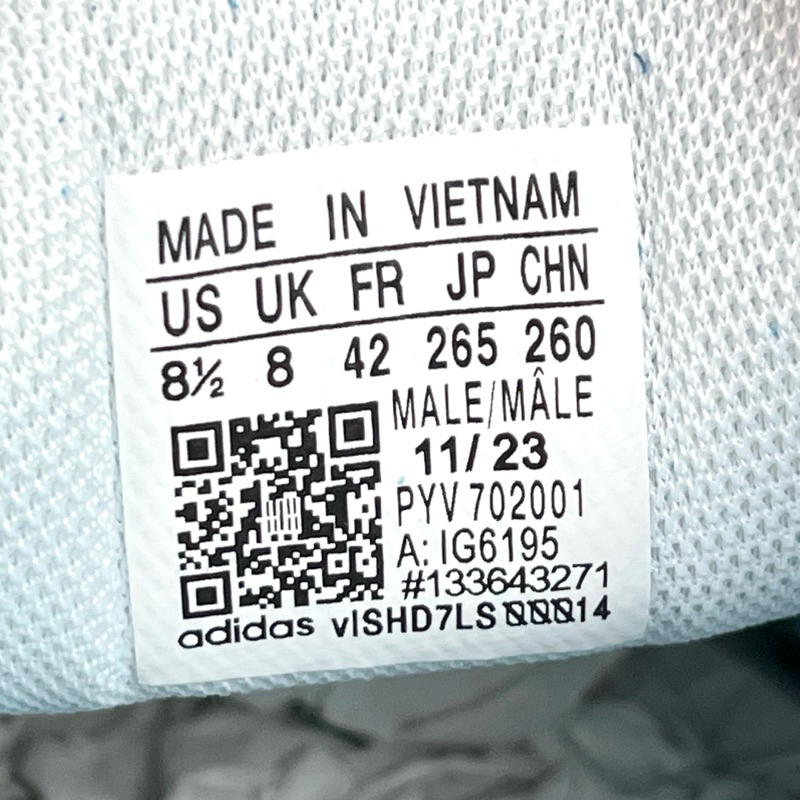 MADE IN VIETNAM
US UK FR JP CHN
8½ 8 42 265 260
MALE/MÂLE
11/23
PYV 702001
A: IG6195
#133643271
adidas vISHD7LS00014